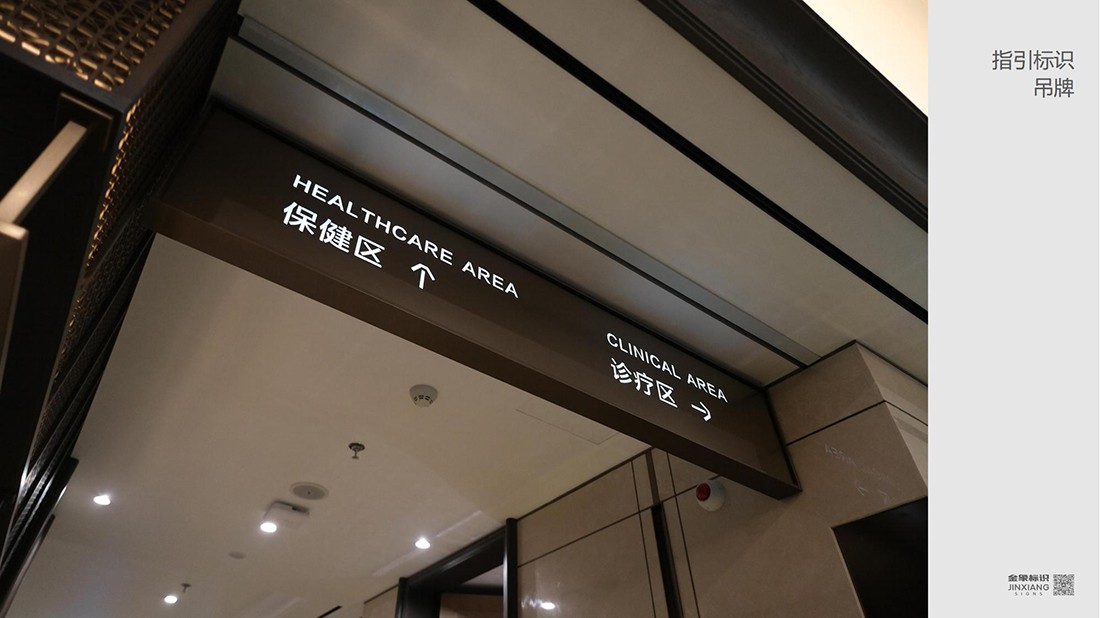 HEALTHCARE AREA
保健区 ↑
CLINICAL AREA
诊疗区 →
指引标识
吊牌
金象标识
JINXIANG
SIGNS